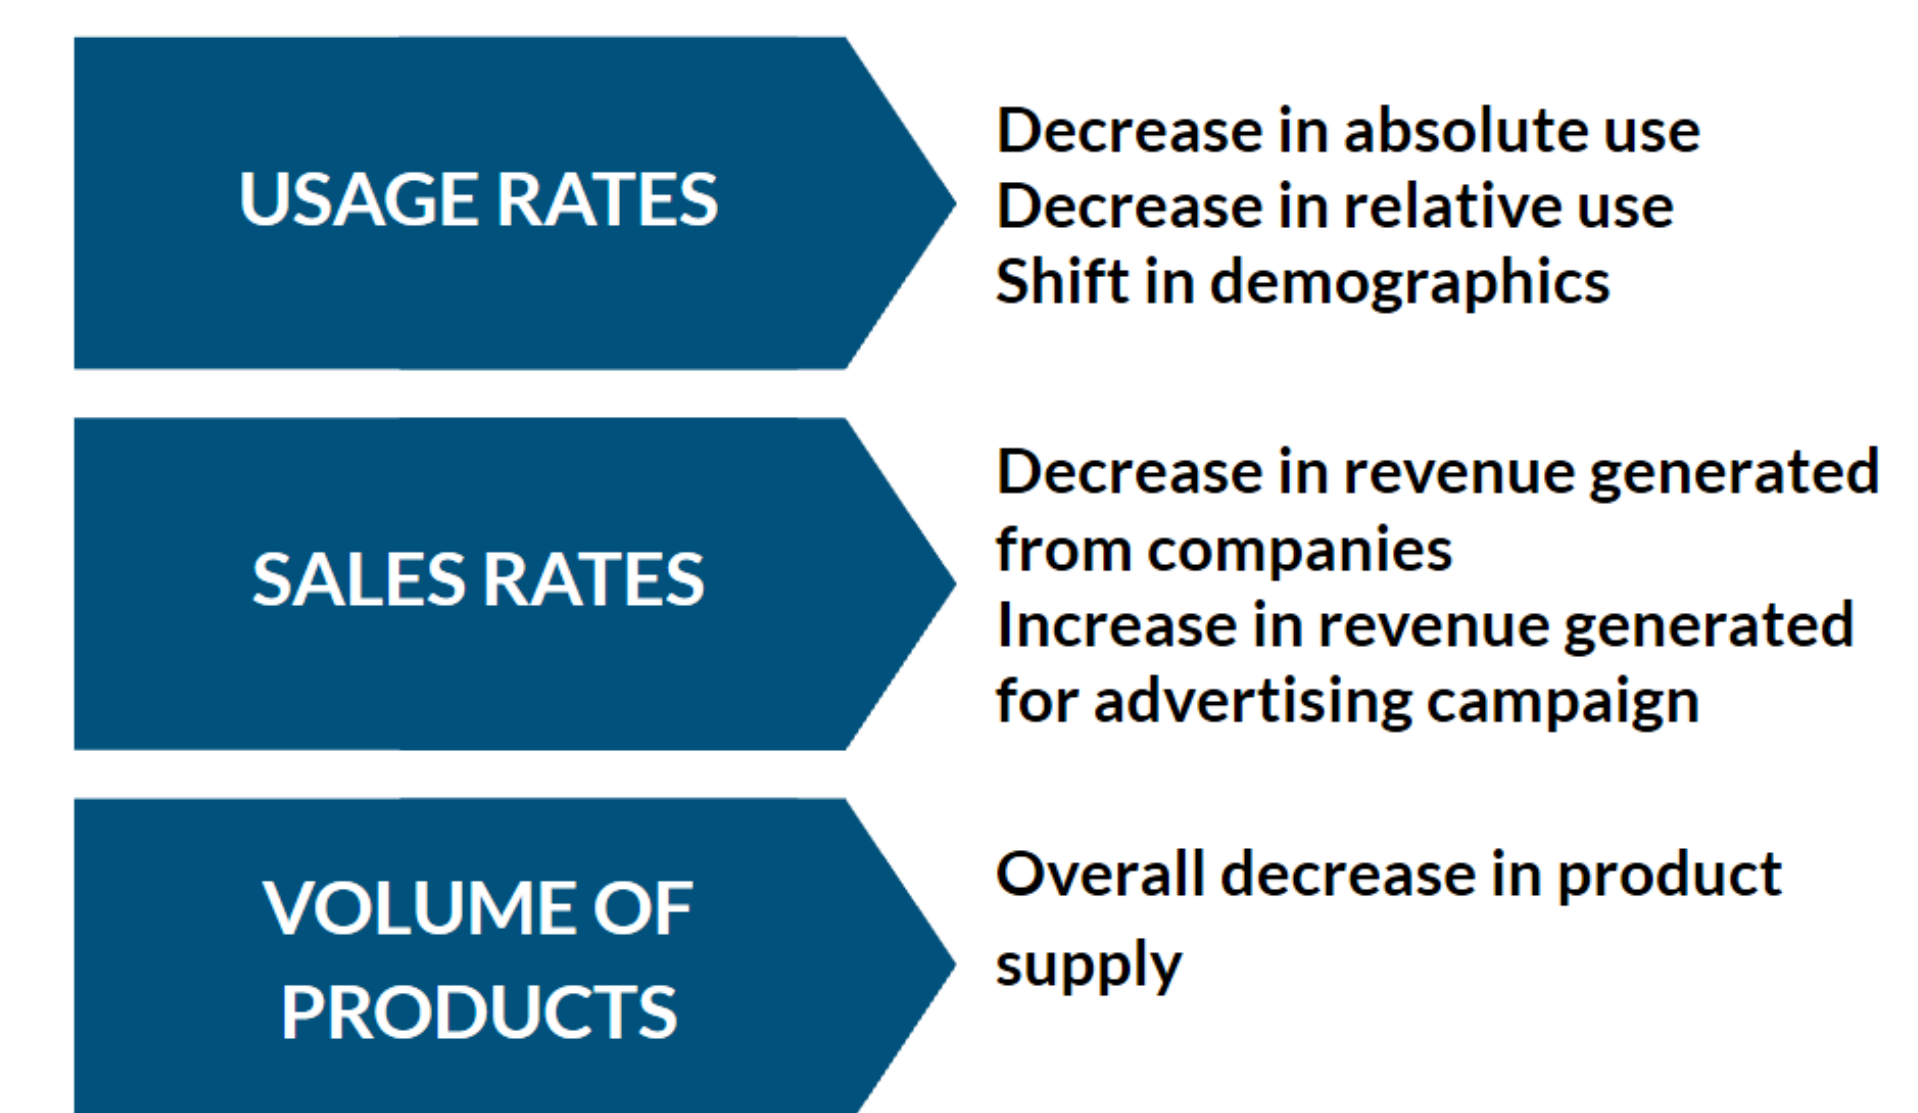 USAGE RATES
Decrease in absolute use
Decrease in relative use
Shift in demographics
SALES RATES
Decrease in revenue generated
from companies
Increase in revenue generated
for advertising campaign
VOLUME OF
PRODUCTS
Overall decrease in product
supply